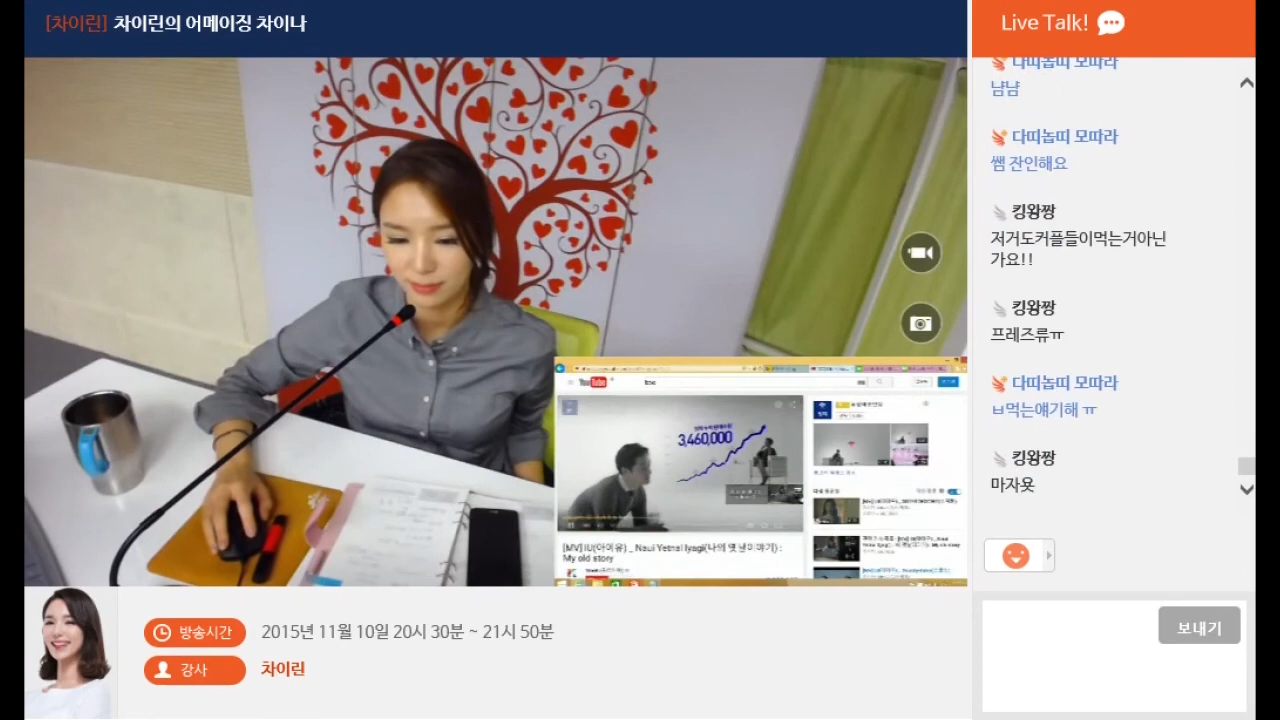 [차이린] 차이린의 어메이징 차이나
Live Talk!
다띠놉띠 모따라
냠냠
다띠놉띠 모따라
쌤 잔인해요
킹왕짱
저거도커플들이먹는거아닌
가요!!
킹왕짱
프레즈류ㅠ
다띠놉띠 모따라
ㅂ먹는얘기해 ㅠ
킹왕짱
마자욧
보내기
YouTube
3,460,000
[MV] IU(아이유) _ Naui Yetnal Iyagi(나의 옛날이야기) :
My old story
방송시간
2015년 11월 10일 20시 30분 ~ 21시 50분
강사
차이린